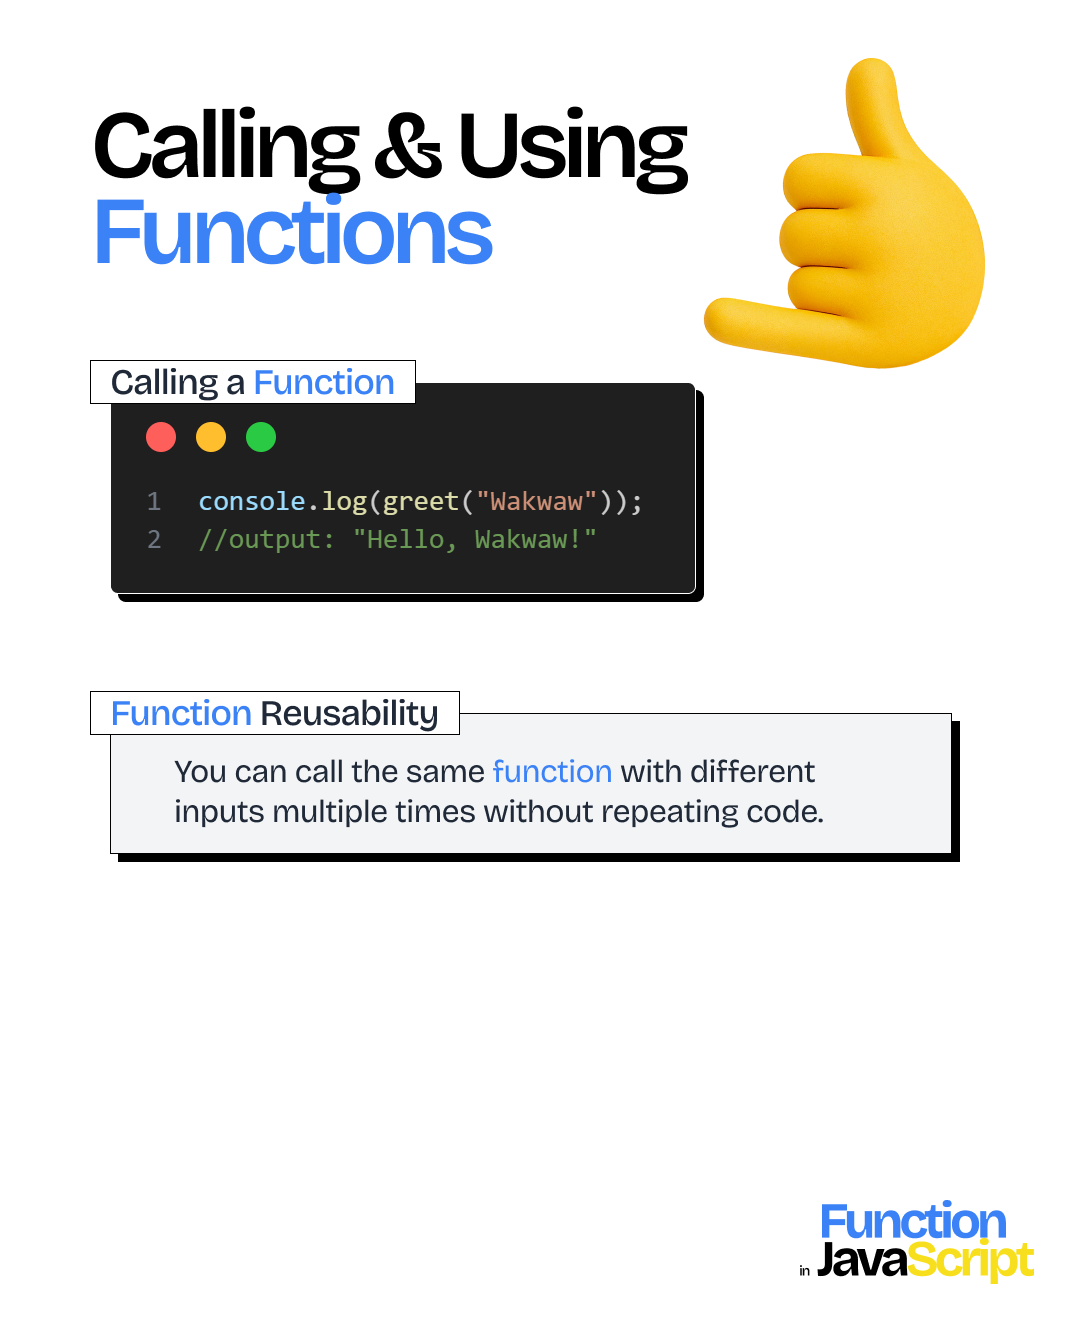 Calling & Using
Functions
Calling a Function
1 console.log(greet("Wakwaw"));
2 //output: "Hello, Wakwaw!"
Function Reusability
You can call the same function with different
inputs multiple times without repeating code.
Function
in JavaScript